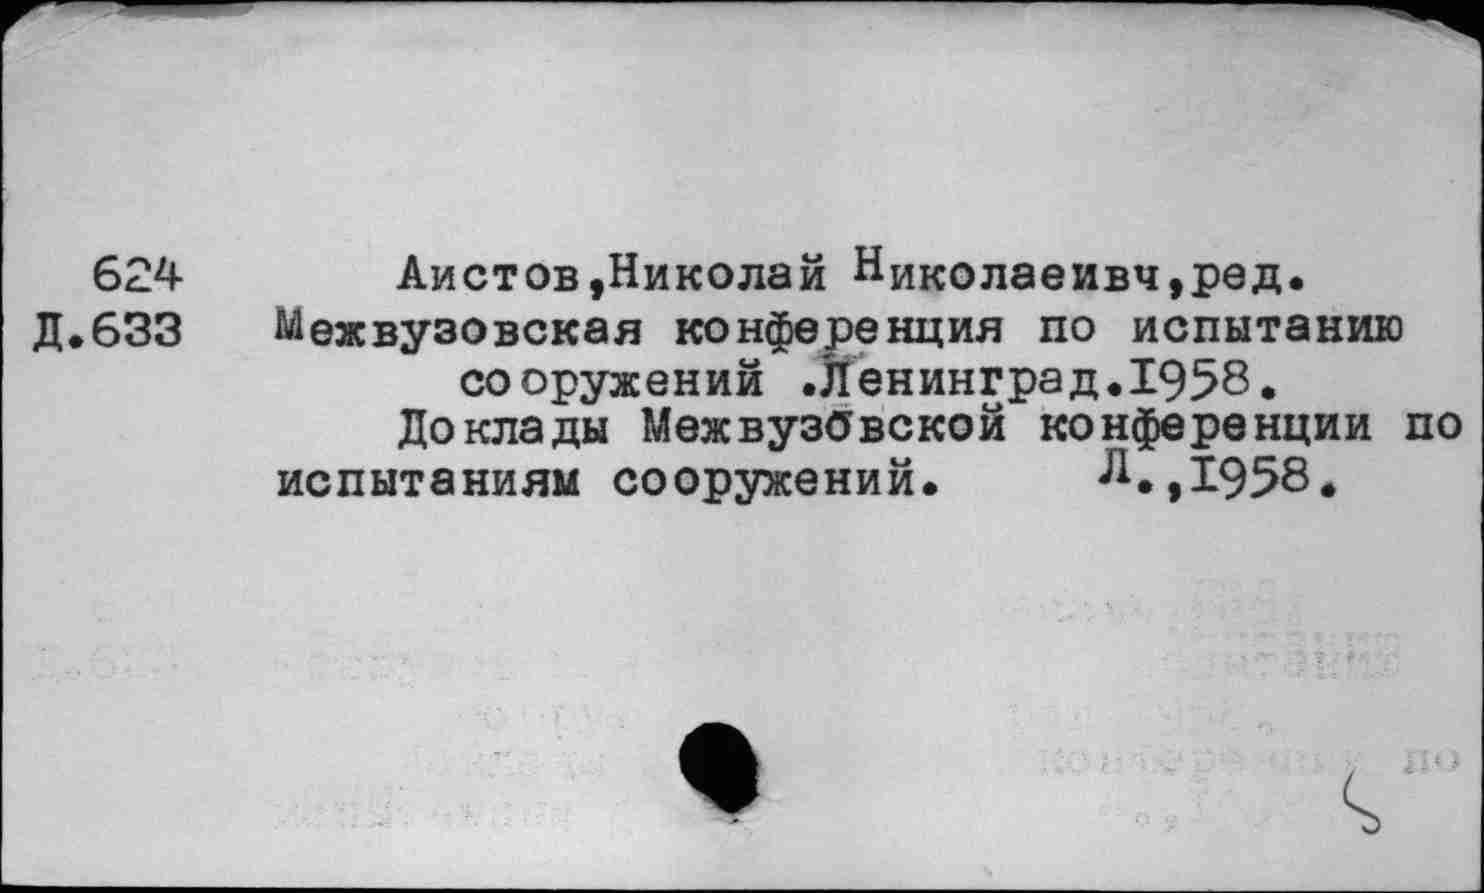 624 Аистов,Николай Николаеивч,ред.
Д.633 Межвузовская конференция по испытанию
сооружений .Ленинград.1958.
Доклады Межвузовской конференции по
испытаниям сооружений. Л.,1958.